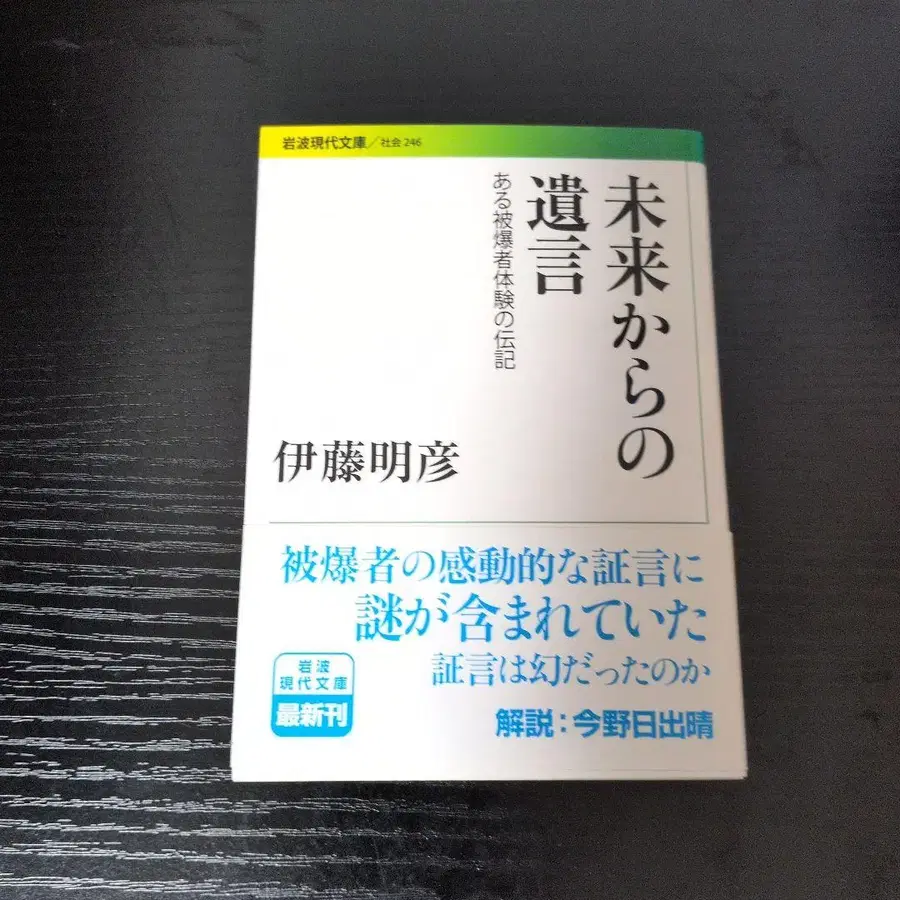 岩波現代文庫/社会246
未来からの
遺言
ある被爆者体験の伝記
伊藤明彦
被爆者の感動的な証言に
謎が含まれていた
証言は幻だったのか
解説:今野日出晴
岩波
現代文庫
最新刊